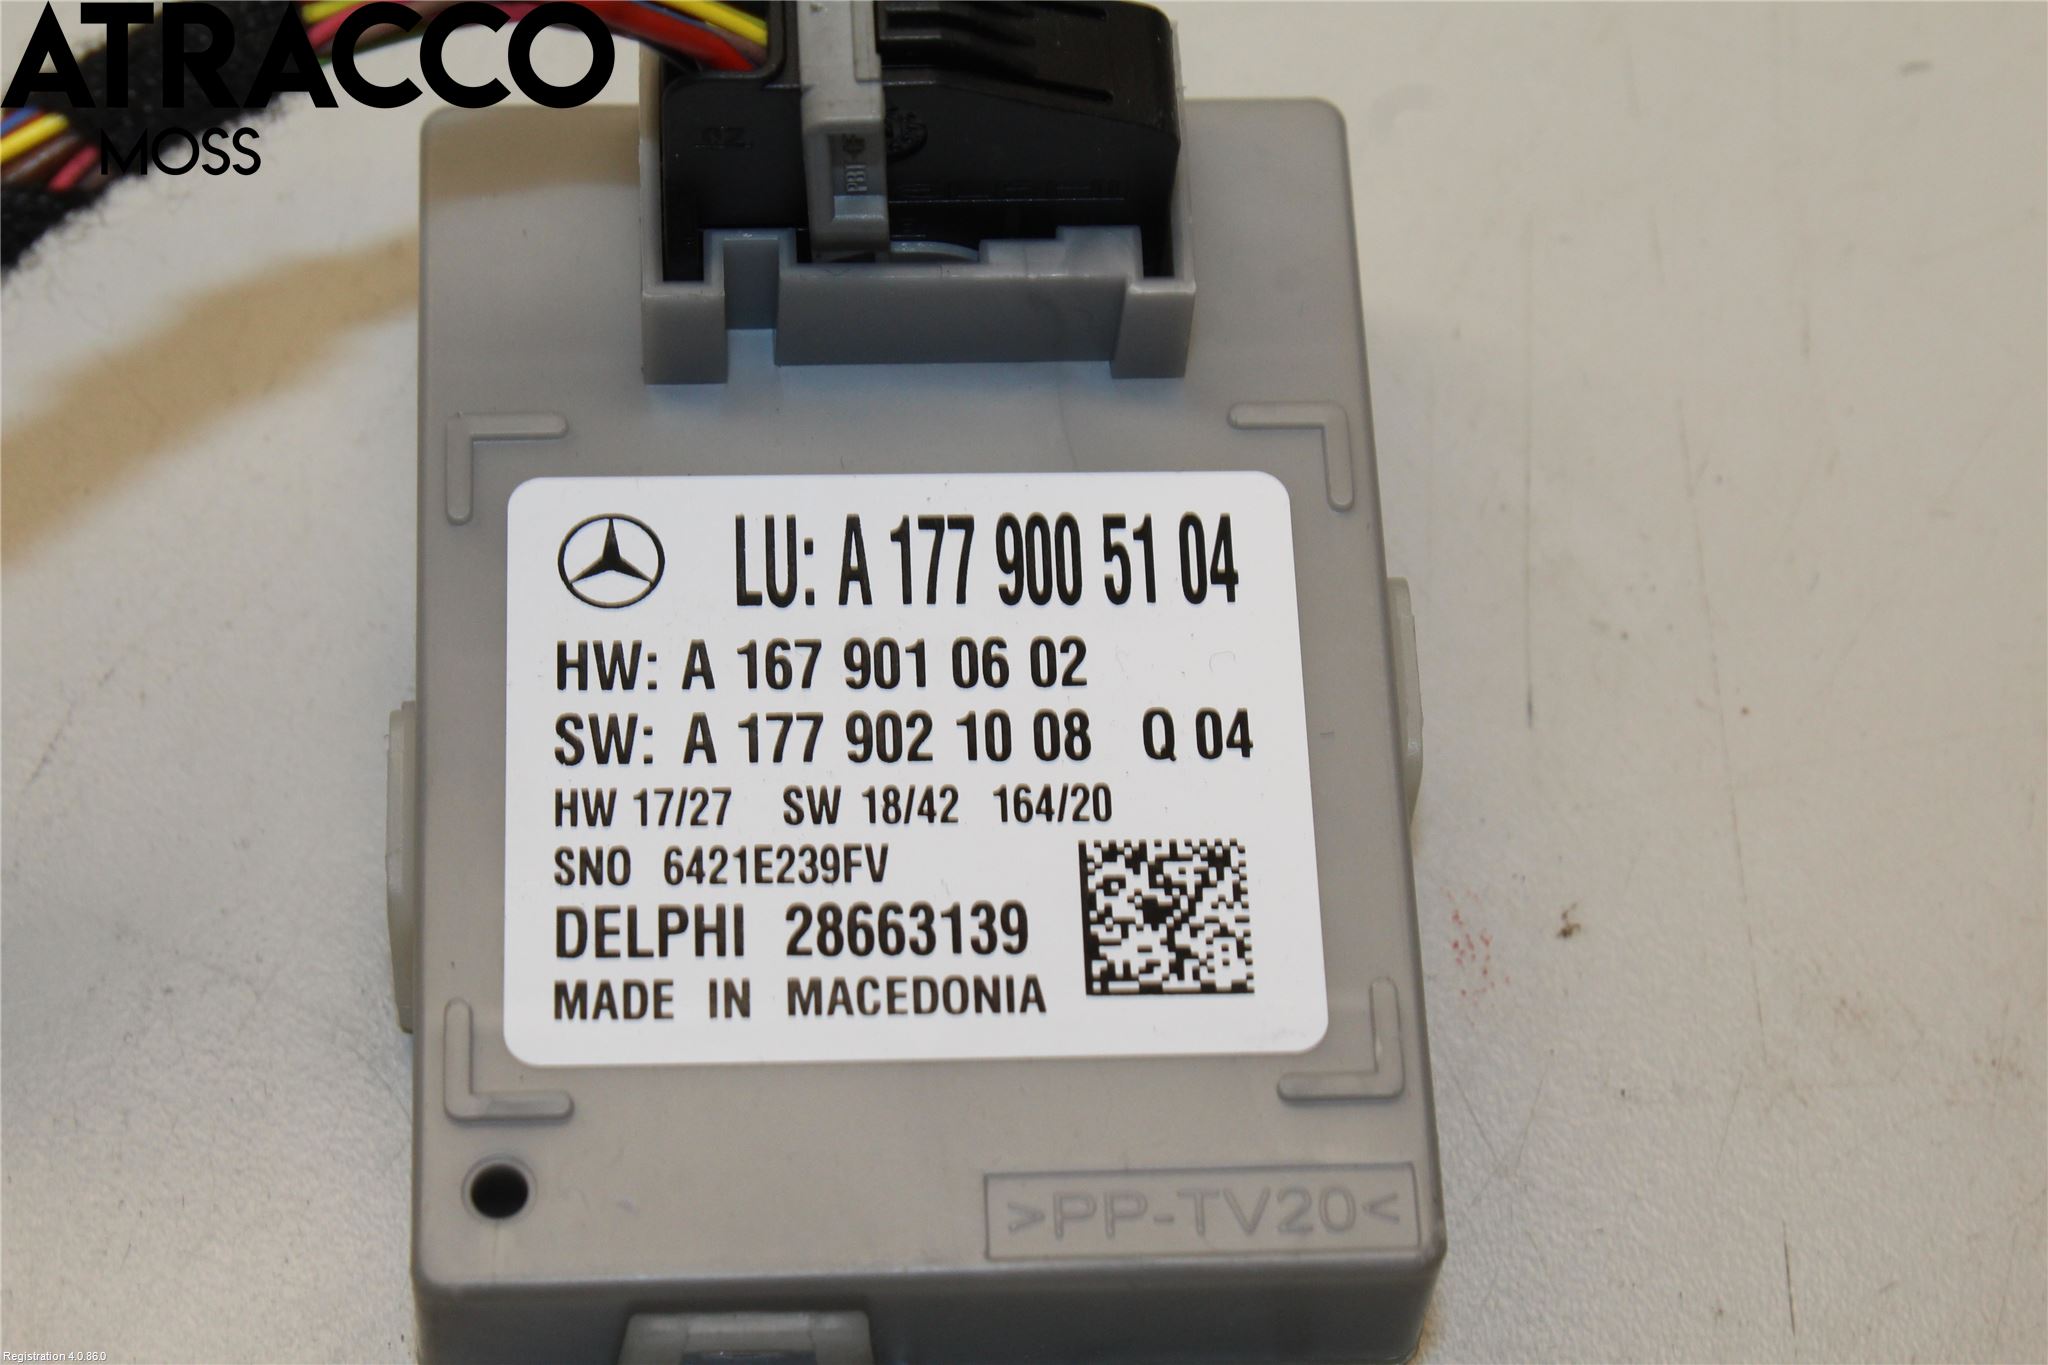 ATRACCO
MOSS
LU: A 177 900 51 04
HW: A 167 901 06 02
SW: A 177 902 10 08 Q 04
HW 17/27 SW 18/42 164/20
SNO 6421E239FV
DELPHI 28663139
MADE IN MACEDONIA
>PP-TV20<
Registration 4.0.86.0